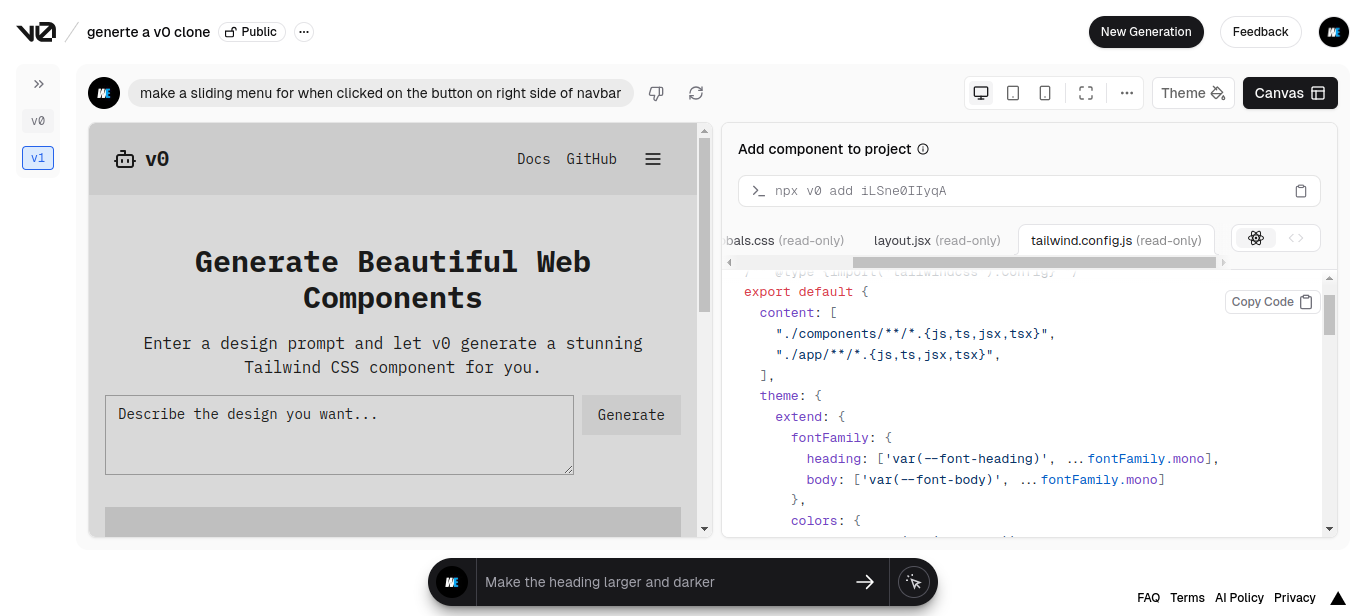 v0
generte a v0 clone
Public
New Generation
Feedback
v0
v1
make a sliding menu for when clicked on the button on right side of navbar
Theme
Canvas
v0
Docs GitHub
Generate Beautiful Web
Components
Enter a design prompt and let v0 generate a stunning
Tailwind CSS component for you.
Describe the design you want...
Generate
Add component to project
npx v0 add iLSne0IIyqA
bals.css (read-only) layout.jsx (read-only) tailwind.config.js (read-only)
/** @type {import('tailwindcss').Config} */
export default {
Copy Code
content: [
"./components/**/*.{js,ts,jsx,tsx}",
"./app/**/*.{js,ts,jsx,tsx}",
],
theme: {
extend: {
fontFamily: {
heading: ['var(--font-heading)', ...fontFamily.mono],
body: ['var(--font-body)', ...fontFamily.mono]
},
colors: {
Make the heading larger and darker
FAQ Terms AI Policy Privacy